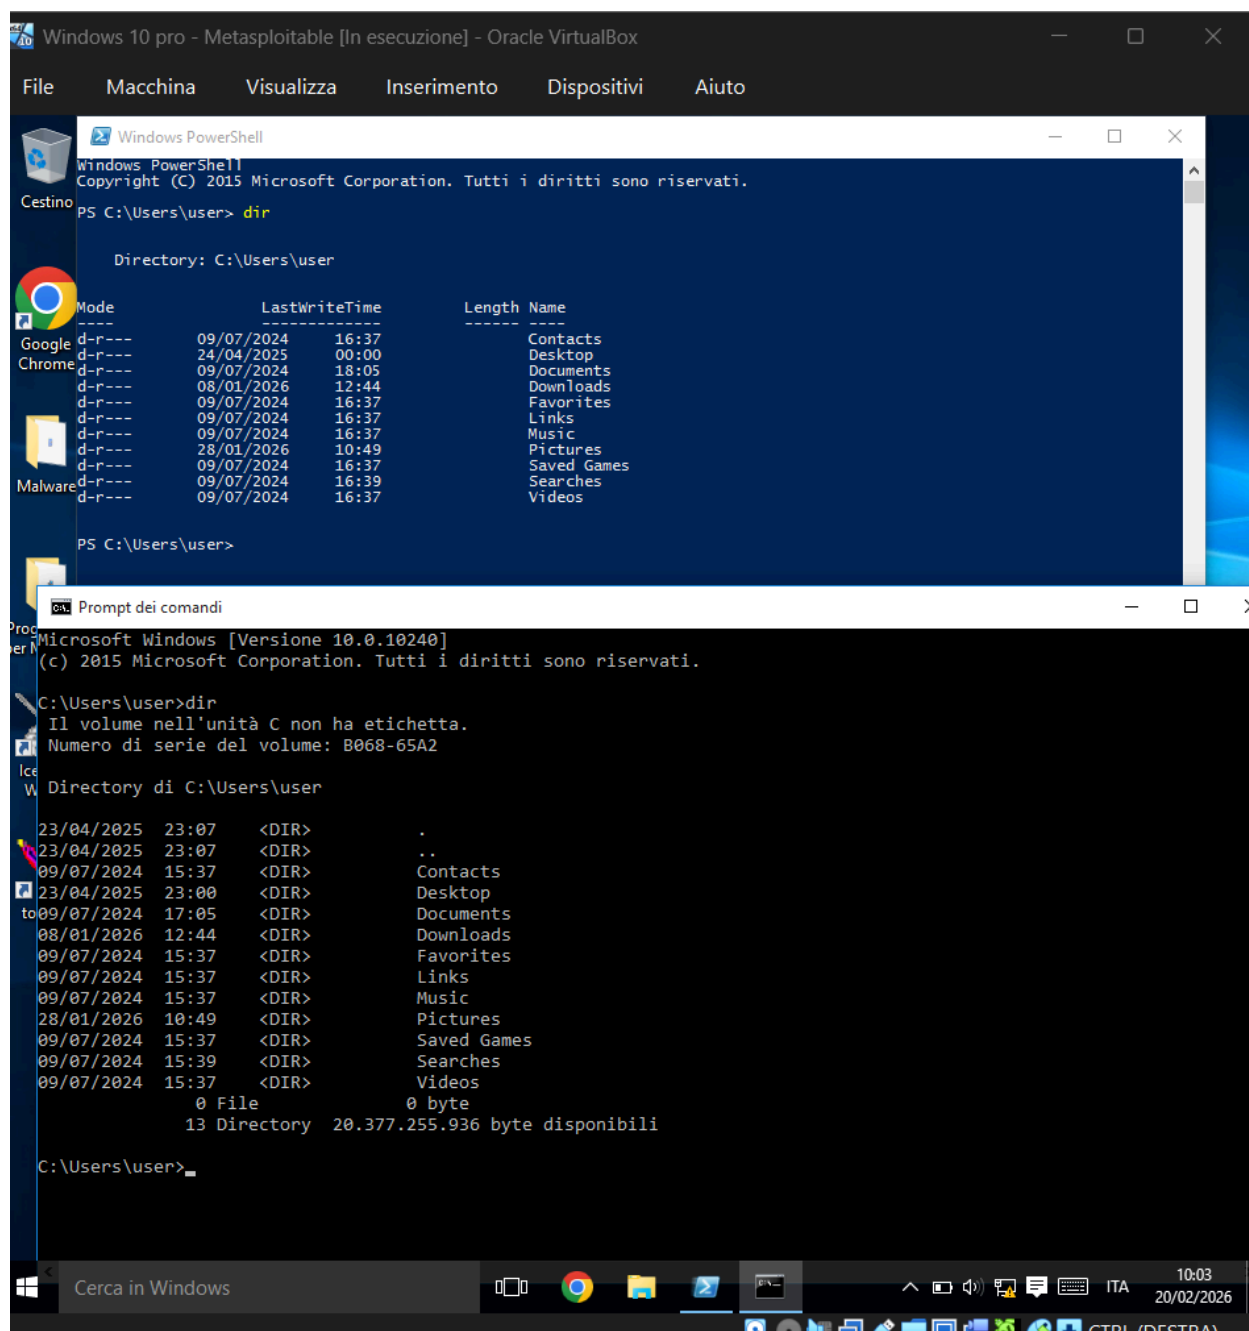 Windows 10 pro - Metasploitable [In esecuzione] - Oracle VirtualBox
File Macchina Visualizza Inserimento Dispositivi Aiuto
Windows PowerShell
Windows PowerShell
Copyright (C) 2015 Microsoft Corporation. Tutti i diritti sono riservati.
PS C:\Users\user> dir
Directory: C:\Users\user
Mode LastWriteTime Length Name
---- ------------- ------ ----
d-r--- 09/07/2024 16:37 Contacts
d-r--- 24/04/2025 00:00 Desktop
d-r--- 09/07/2024 18:05 Documents
d-r--- 08/01/2026 12:44 Downloads
d-r--- 09/07/2024 16:37 Favorites
d-r--- 09/07/2024 16:37 Links
d-r--- 09/07/2024 16:37 Music
d-r--- 28/01/2026 10:49 Pictures
d-r--- 09/07/2024 16:37 Saved Games
d-r--- 09/07/2024 16:39 Searches
d-r--- 09/07/2024 16:37 Videos
PS C:\Users\user>
Cestino
Google
Chrome
Malware
Prompt dei comandi
Microsoft Windows [Versione 10.0.10240]
(c) 2015 Microsoft Corporation. Tutti i diritti sono riservati.
C:\Users\user>dir
Il volume nell'unità C non ha etichetta.
Numero di serie del volume: B068-65A2
Directory di C:\Users\user
23/04/2025 23:07 <DIR> .
23/04/2025 23:07 <DIR> ..
09/07/2024 15:37 <DIR> Contacts
23/04/2025 23:00 <DIR> Desktop
09/07/2024 17:05 <DIR> Documents
08/01/2026 12:44 <DIR> Downloads
09/07/2024 15:37 <DIR> Favorites
09/07/2024 15:37 <DIR> Links
09/07/2024 15:37 <DIR> Music
28/01/2026 10:49 <DIR> Pictures
09/07/2024 15:37 <DIR> Saved Games
09/07/2024 15:39 <DIR> Searches
09/07/2024 15:37 <DIR> Videos
0 File 0 byte
13 Directory 20.377.255.936 byte disponibili
C:\Users\user>
Cerca in Windows
ITA
10:03
20/02/2026
CTRL (DESTRA)